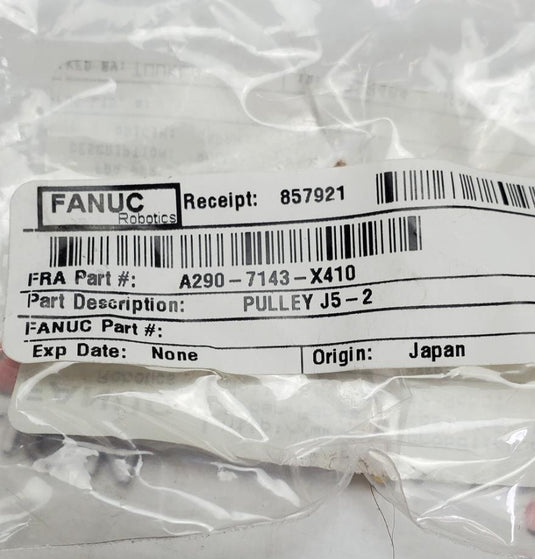 FANUC
Robotics
Receipt: 857921
FRA Part #: A290-7143-X410
Part Description: PULLEY J5-2
FANUC Part #:
Exp Date: None
Origin: Japan